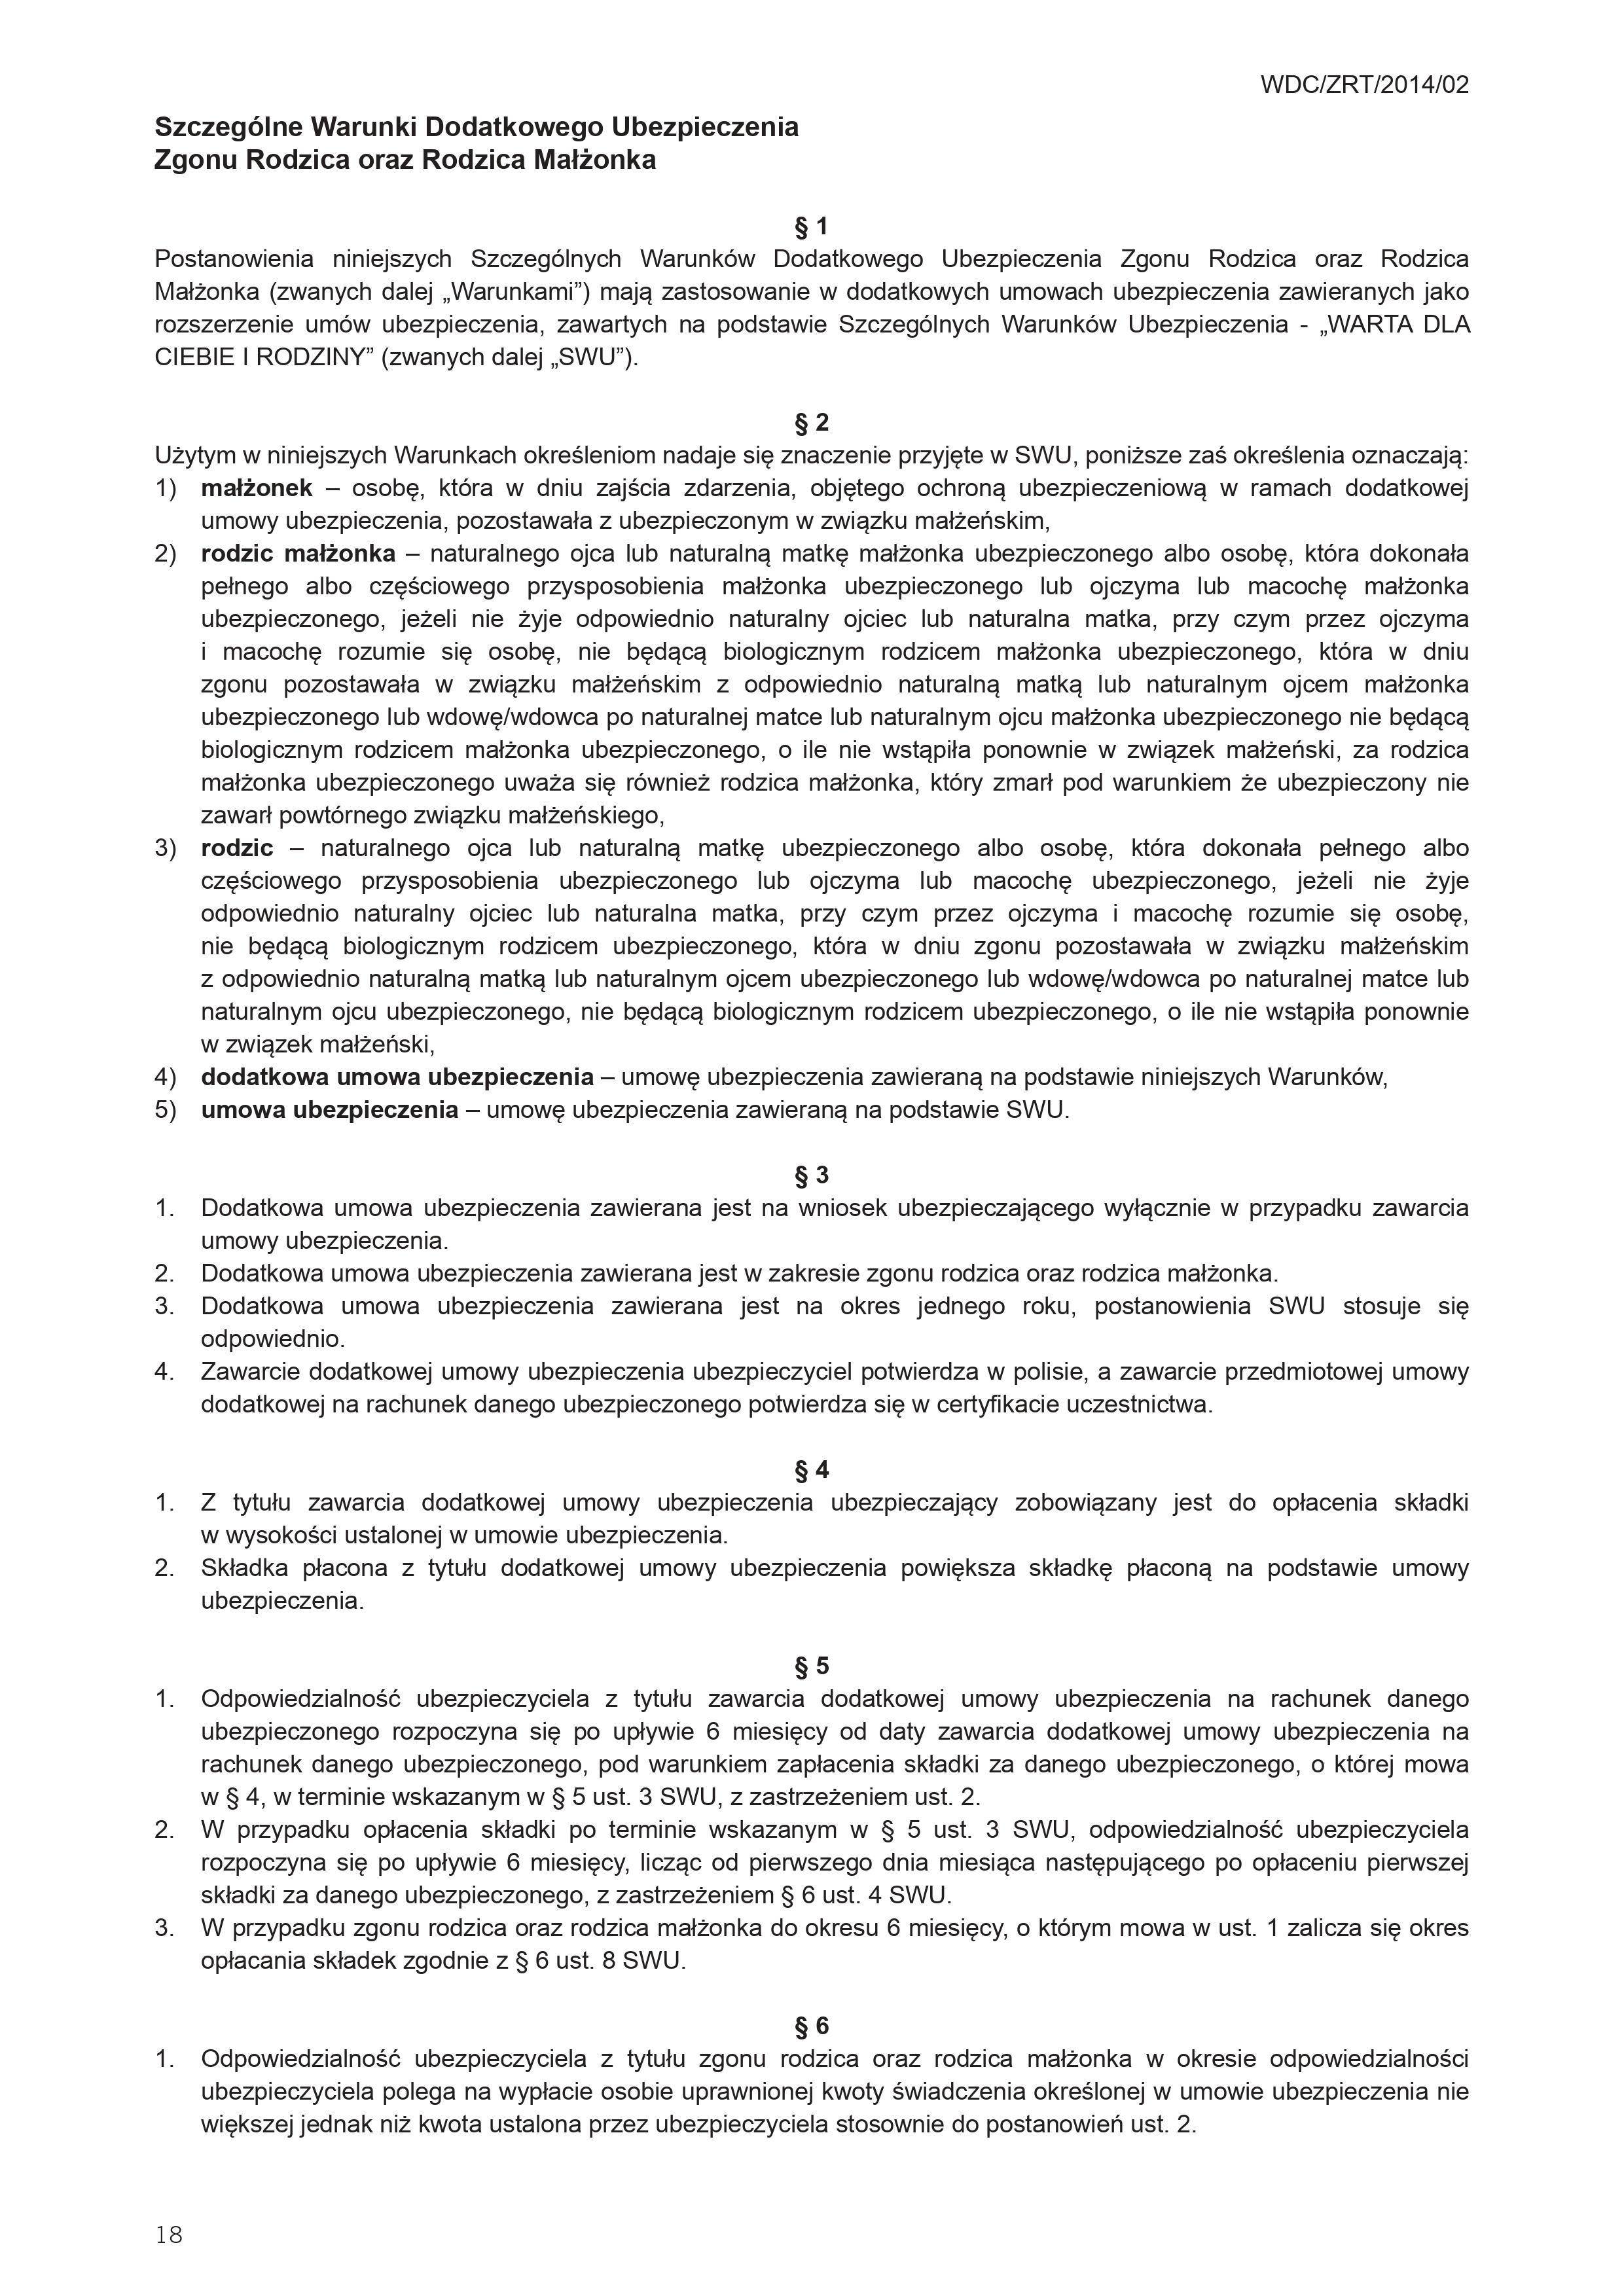 WDC/ZRT/2014/02
Szczególne Warunki Dodatkowego Ubezpieczenia
Zgonu Rodzica oraz Rodzica Małżonka
§ 1
Postanowienia niniejszych Szczególnych Warunków Dodatkowego Ubezpieczenia Zgonu Rodzica oraz Rodzica
Małżonka (zwanych dalej „Warunkami”) mają zastosowanie w dodatkowych umowach ubezpieczenia zawieranych jako
rozszerzenie umów ubezpieczenia, zawartych na podstawie Szczególnych Warunków Ubezpieczenia - „WARTA DLA
CIEBIE I RODZINY” (zwanych dalej „SWU”).
§ 2
Użytym w niniejszych Warunkach określeniom nadaje się znaczenie przyjęte w SWU, poniższe zaś określenia oznaczają:
1) małżonek – osobę, która w dniu zajścia zdarzenia, objętego ochroną ubezpieczeniową w ramach dodatkowej
umowy ubezpieczenia, pozostawała z ubezpieczonym w związku małżeńskim,
2) rodzic małżonka – naturalnego ojca lub naturalną matkę małżonka ubezpieczonego albo osobę, która dokonała
pełnego albo częściowego przysposobienia małżonka ubezpieczonego lub ojczyma lub macochę małżonka
ubezpieczonego, jeżeli nie żyje odpowiednio naturalny ojciec lub naturalna matka, przy czym przez ojczyma
i macochę rozumie się osobę, nie będącą biologicznym rodzicem małżonka ubezpieczonego, która w dniu
zgonu pozostawała w związku małżeńskim z odpowiednio naturalną matką lub naturalnym ojcem małżonka
ubezpieczonego lub wdowę/wdowca po naturalnej matce lub naturalnym ojcu małżonka ubezpieczonego nie będącą
biologicznym rodzicem małżonka ubezpieczonego, o ile nie wstąpiła ponownie w związek małżeński, za rodzica
małżonka ubezpieczonego uważa się również rodzica małżonka, który zmarł pod warunkiem że ubezpieczony nie
zawarł powtórnego związku małżeńskiego,
3) rodzic – naturalnego ojca lub naturalną matkę ubezpieczonego albo osobę, która dokonała pełnego albo
częściowego przysposobienia ubezpieczonego lub ojczyma lub macochę ubezpieczonego, jeżeli nie żyje
odpowiednio naturalny ojciec lub naturalna matka, przy czym przez ojczyma i macochę rozumie się osobę,
nie będącą biologicznym rodzicem ubezpieczonego, która w dniu zgonu pozostawała w związku małżeńskim
z odpowiednio naturalną matką lub naturalnym ojcem ubezpieczonego lub wdowę/wdowca po naturalnej matce lub
naturalnym ojcu ubezpieczonego, nie będącą biologicznym rodzicem ubezpieczonego, o ile nie wstąpiła ponownie
w związek małżeński,
4) dodatkowa umowa ubezpieczenia – umowę ubezpieczenia zawieraną na podstawie niniejszych Warunków,
5) umowa ubezpieczenia – umowę ubezpieczenia zawieraną na podstawie SWU.
§ 3
1. Dodatkowa umowa ubezpieczenia zawierana jest na wniosek ubezpieczającego wyłącznie w przypadku zawarcia
umowy ubezpieczenia.
2. Dodatkowa umowa ubezpieczenia zawierana jest w zakresie zgonu rodzica oraz rodzica małżonka.
3. Dodatkowa umowa ubezpieczenia zawierana jest na okres jednego roku, postanowienia SWU stosuje się
odpowiednio.
4. Zawarcie dodatkowej umowy ubezpieczenia ubezpieczyciel potwierdza w polisie, a zawarcie przedmiotowej umowy
dodatkowej na rachunek danego ubezpieczonego potwierdza się w certyfikacie uczestnictwa.
§ 4
1. Z tytułu zawarcia dodatkowej umowy ubezpieczenia ubezpieczający zobowiązany jest do opłacenia składki
w wysokości ustalonej w umowie ubezpieczenia.
2. Składka płacona z tytułu dodatkowej umowy ubezpieczenia powiększa składkę płaconą na podstawie umowy
ubezpieczenia.
§ 5
1. Odpowiedzialność ubezpieczyciela z tytułu zawarcia dodatkowej umowy ubezpieczenia na rachunek danego
ubezpieczonego rozpoczyna się po upływie 6 miesięcy od daty zawarcia dodatkowej umowy ubezpieczenia na
rachunek danego ubezpieczonego, pod warunkiem zapłacenia składki za danego ubezpieczonego, o której mowa
w § 4, w terminie wskazanym w § 5 ust. 3 SWU, z zastrzeżeniem ust. 2.
2. W przypadku opłacenia składki po terminie wskazanym w § 5 ust. 3 SWU, odpowiedzialność ubezpieczyciela
rozpoczyna się po upływie 6 miesięcy, licząc od pierwszego dnia miesiąca następującego po opłaceniu pierwszej
składki za danego ubezpieczonego, z zastrzeżeniem § 6 ust. 4 SWU.
3. W przypadku zgonu rodzica oraz rodzica małżonka do okresu 6 miesięcy, o którym mowa w ust. 1 zalicza się okres
opłacania składek zgodnie z § 6 ust. 8 SWU.
§ 6
1. Odpowiedzialność ubezpieczyciela z tytułu zgonu rodzica oraz rodzica małżonka w okresie odpowiedzialności
ubezpieczyciela polega na wypłacie osobie uprawnionej kwoty świadczenia określonej w umowie ubezpieczenia nie
większej jednak niż kwota ustalona przez ubezpieczyciela stosownie do postanowień ust. 2.
18